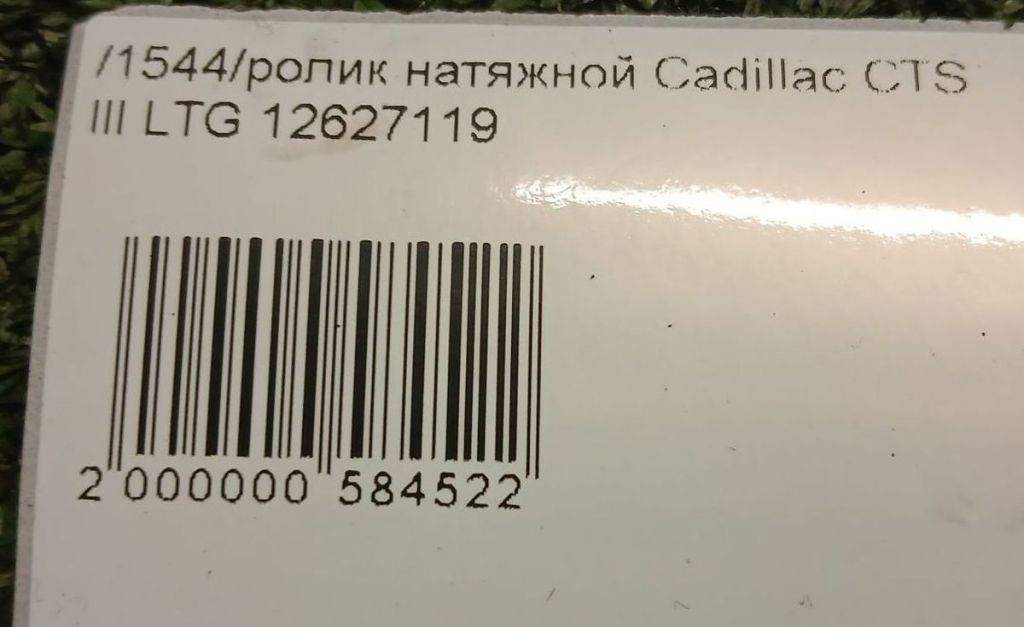 /1544/ролик натяжной Cadillac CTS
III LTG 12627119
2 000000 584522